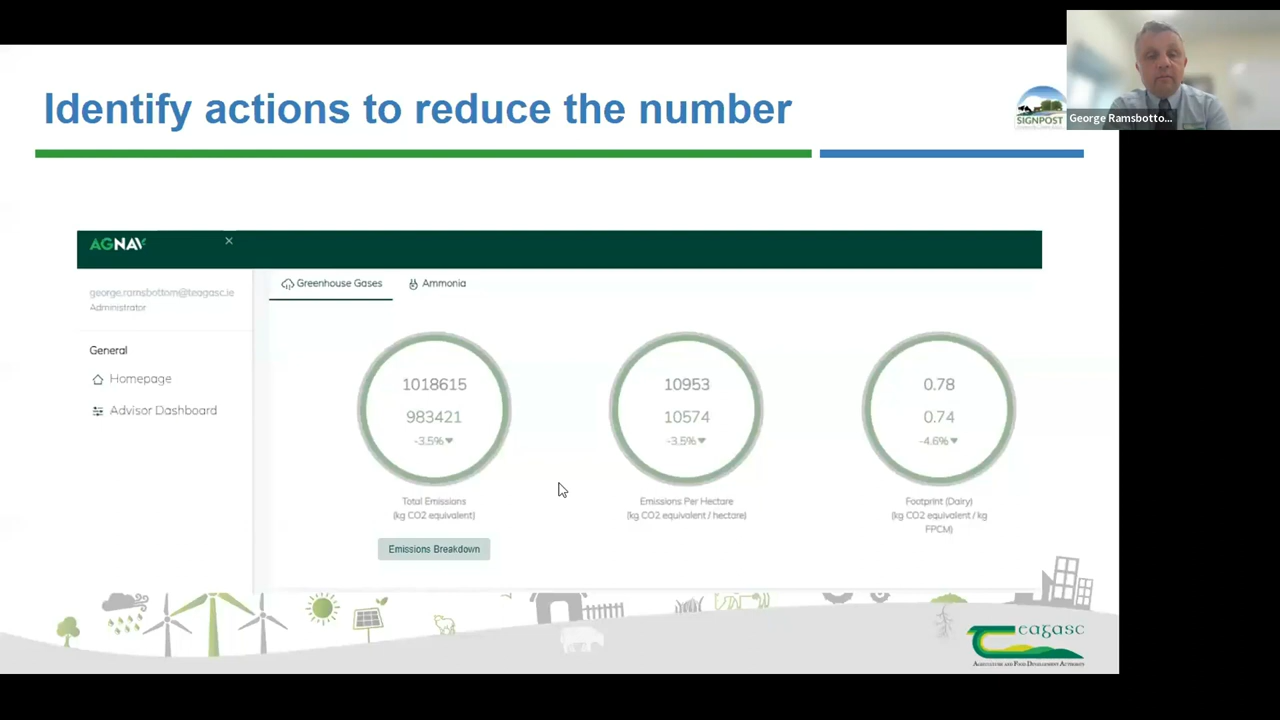 Identify actions to reduce the number
SIGNPOST
George Ramsbotto...
AGNAV
george.ramsbottom@teagasc.ie
Administrator
General
Homepage
Advisor Dashboard
Greenhouse Gases
Ammonia
1018615
983421
-3.5%
Total Emissions
(kg CO2 equivalent)
Emissions Breakdown
10953
10574
-3.5%
Emissions Per Hectare
(kg CO2 equivalent / hectare)
0.78
0.74
-4.6%
Footprint (Dairy)
(kg CO2 equivalent / kg
FPCM)
Teagasc
AGRICULTURE AND FOOD DEVELOPMENT AUTHORITY